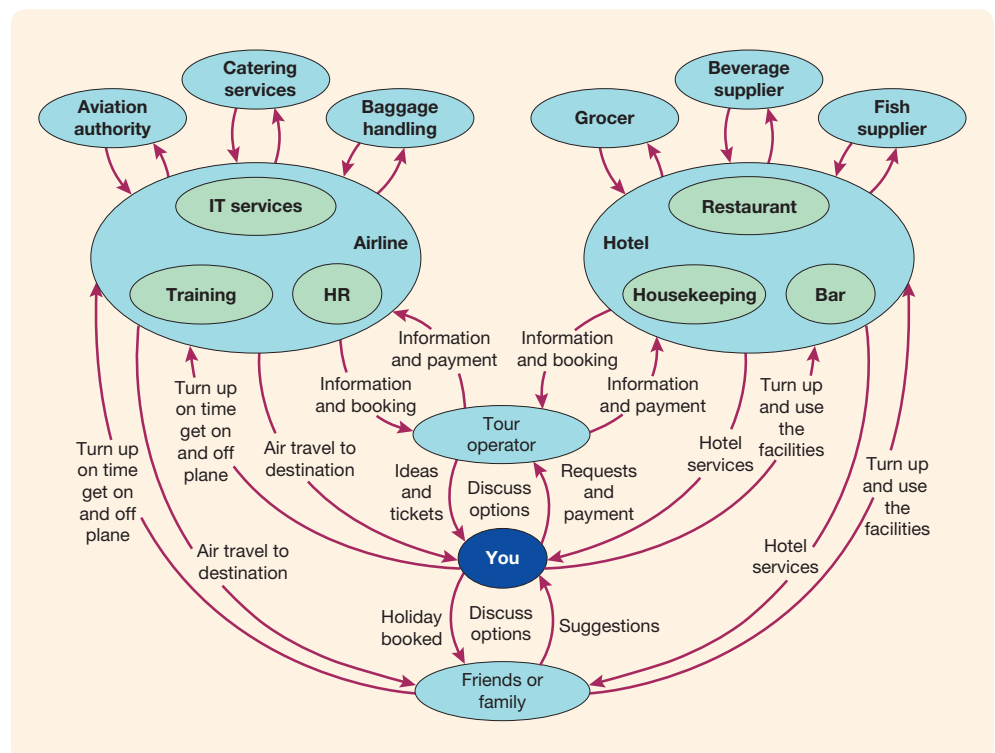 Catering
services
Beverage
supplier
Aviation
authority
Baggage
handling
Grocer
Fish
supplier
IT services
Restaurant
Airline
Hotel
Training
HR
Housekeeping
Bar
Information
and payment
Information
and booking
Information
and booking
Information
and payment
Turn up
on time
get on
and off
plane
Turn up
and use
the
facilities
Tour
operator
Air travel to
destination
Hotel
services
Turn up
on time
get on
and off
plane
Ideas
and
tickets
Discuss
options
Requests
and
payment
Turn up
and use
the
facilities
You
Air travel to
destination
Hotel
services
Holiday
booked
Discuss
options
Suggestions
Friends or
family